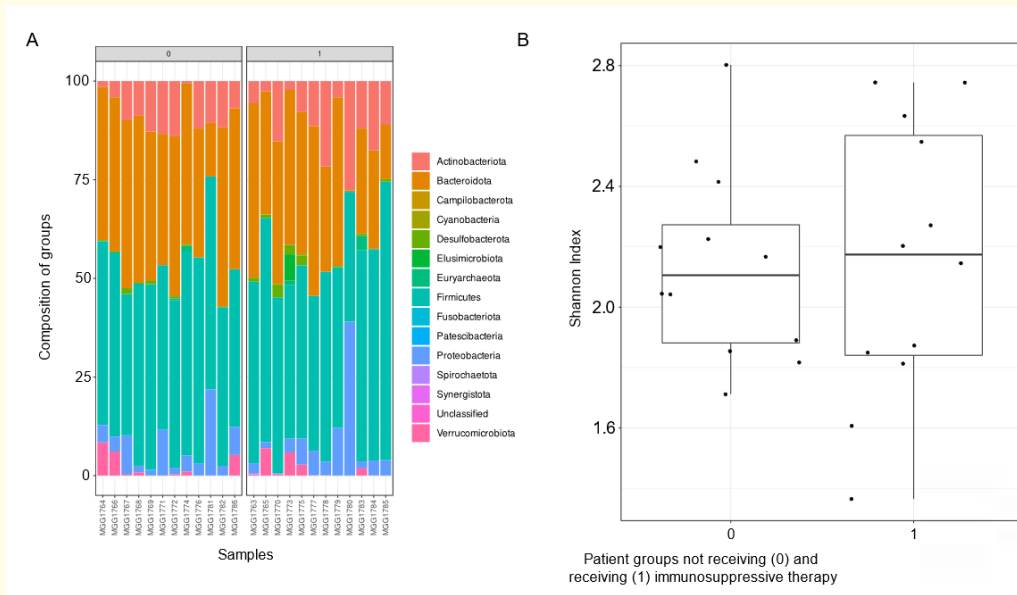 A
0
1
100
75
50
25
0
Composition of groups
MGG1764
MGG1766
MGG1767
MGG1768
MGG1769
MGG1771
MGG1772
MGG1774
MGG1776
MGG1781
MGG1782
MGG1786
MGG1763
MGG1765
MGG1770
MGG1773
MGG1775
MGG1777
MGG1778
MGG1779
MGG1780
MGG1783
MGG1784
MGG1785
Samples
Actinobacteriota
Bacteroidota
Campilobacterota
Cyanobacteria
Desulfobacterota
Elusimicrobiota
Euryarchaeota
Firmicutes
Fusobacteriota
Patescibacteria
Proteobacteria
Spirochaetota
Synergistota
Unclassified
Verrucomicrobiota
B
2.8
2.4
2.0
1.6
Shannon Index
0
1
Patient groups not receiving (0) and
receiving (1) immunosuppressive therapy